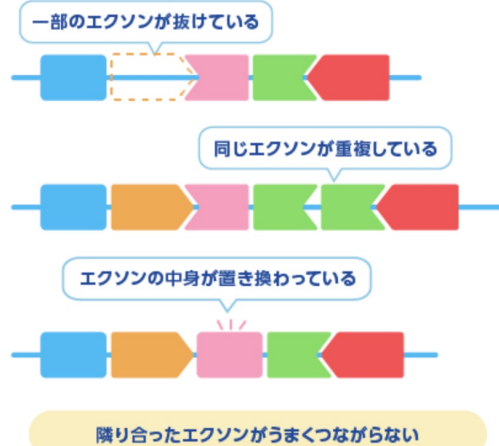 一部のエクソンが抜けている
同じエクソンが重複している
エクソンの中身が置き換わっている
隣り合ったエクソンがうまくつながらない